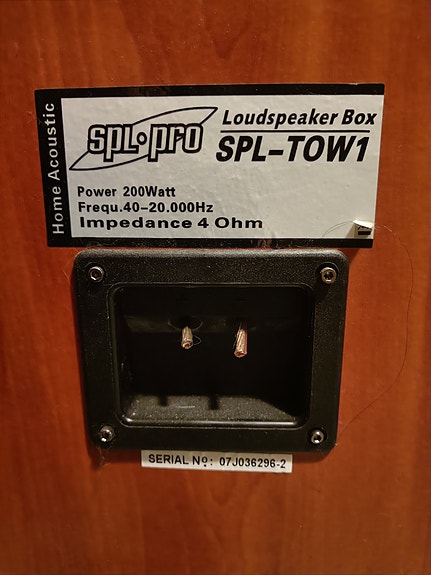 Home Acoustic
spl·pro
Loudspeaker Box
SPL-TOW1
Power 200Watt
Frequ.40-20.000Hz
Impedance 4 Ohm
SERIAL No: 07J036296-2